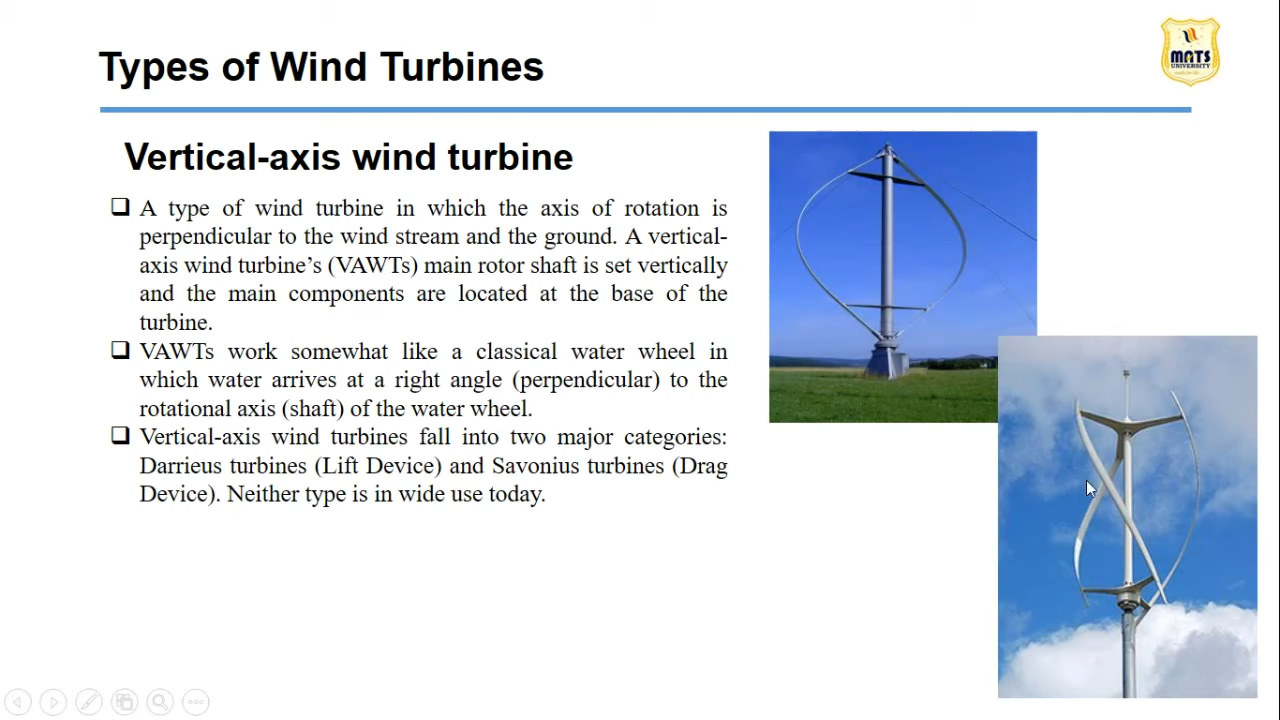 Types of Wind Turbines
MATS
UNIVERSITY
Vertical-axis wind turbine
❑ A type of wind turbine in which the axis of rotation is
perpendicular to the wind stream and the ground. A vertical-
axis wind turbine’s (VAWTs) main rotor shaft is set vertically
and the main components are located at the base of the
turbine.
❑ VAWTs work somewhat like a classical water wheel in
which water arrives at a right angle (perpendicular) to the
rotational axis (shaft) of the water wheel.
❑ Vertical-axis wind turbines fall into two major categories:
Darrieus turbines (Lift Device) and Savonius turbines (Drag
Device). Neither type is in wide use today.